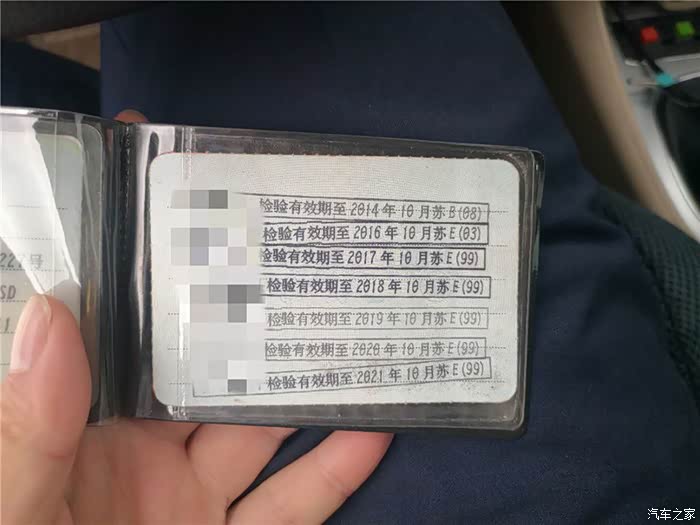 227号
SD
检验有效期至2014年10月苏B(08)
检验有效期至2016年10月苏E(03)
检验有效期至2017年10月苏E(99)
检验有效期至2018年10月苏E(99)
检验有效期至2019年10月苏E(99)
检验有效期至2020年10月苏E(99)
检验有效期至2021年10月苏E(99)
汽车之家